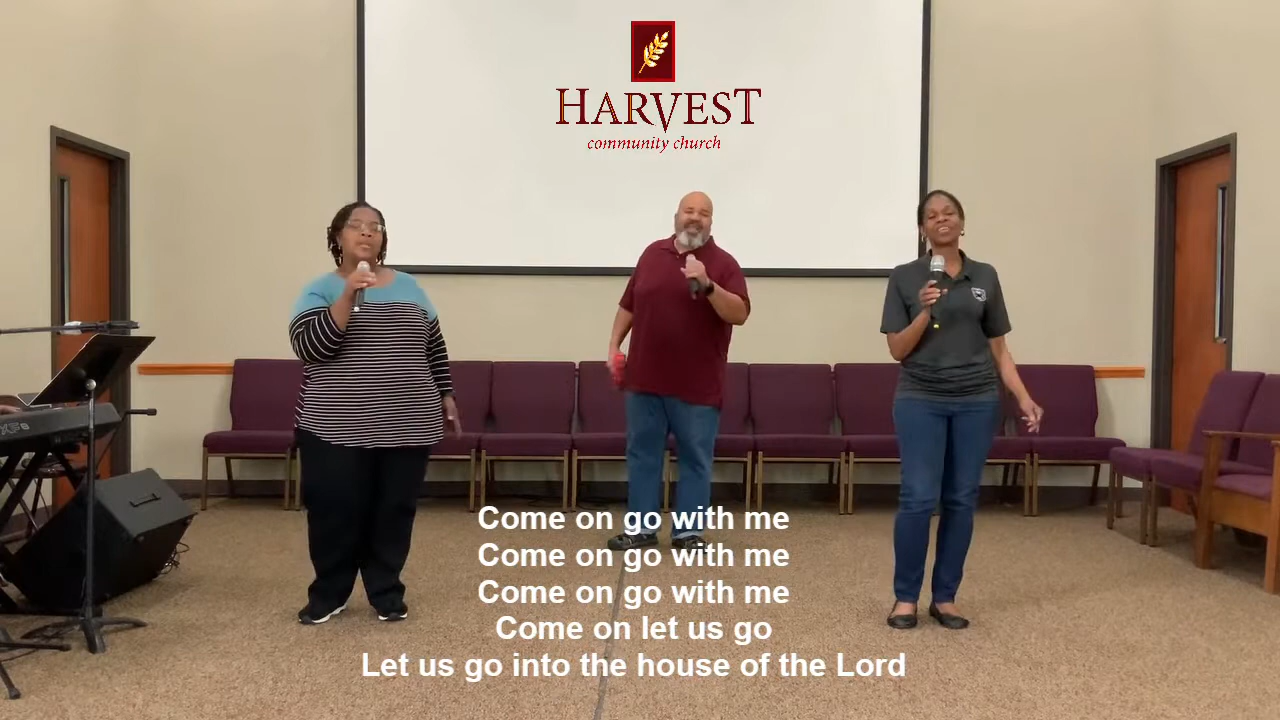 HARVEST
community church
Come on go with me
Come on go with me
Come on go with me
Come on let us go
Let us go into the house of the Lord